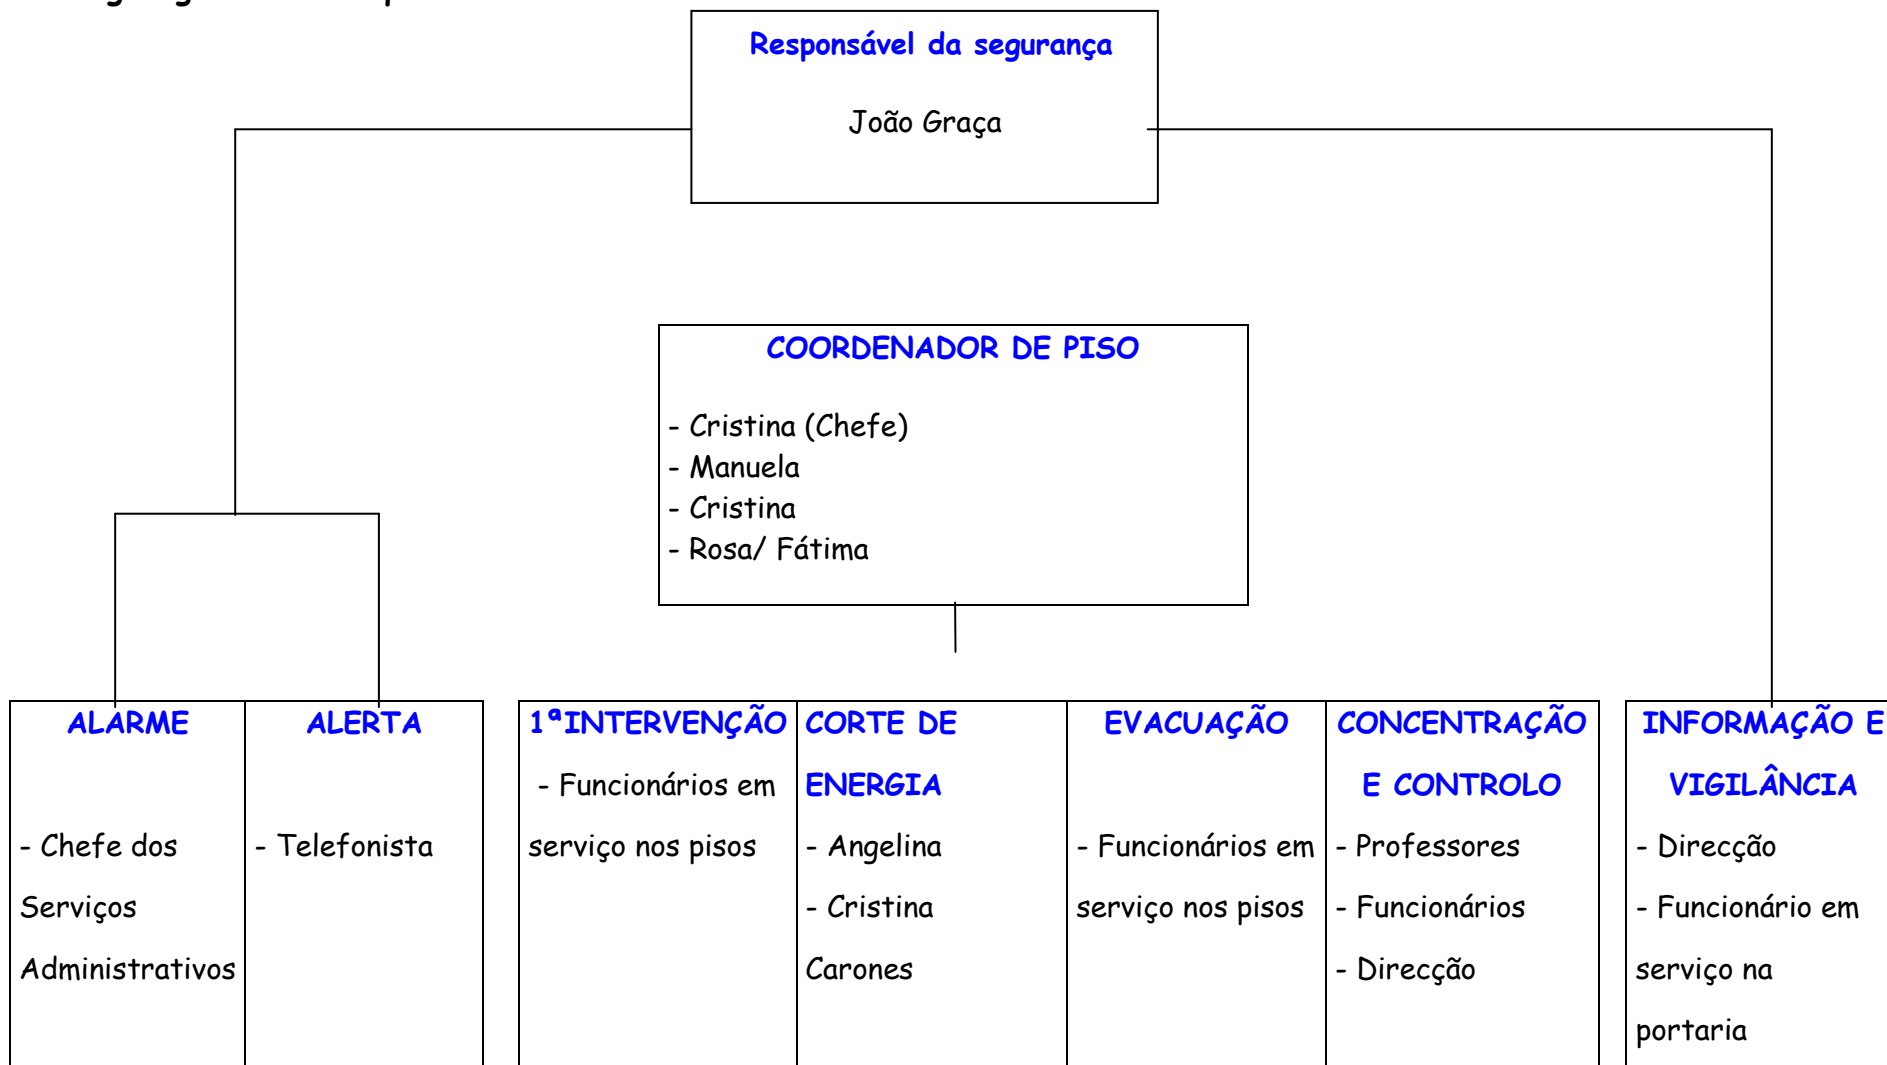 Responsável da segurança
João Graça
COORDENADOR DE PISO
- Cristina (Chefe)
- Manuela
- Cristina
- Rosa/ Fátima
ALARME
- Chefe dos
Serviços
Administrativos
ALERTA
- Telefonista
1ªINTERVENÇÃO
- Funcionários em
serviço nos pisos
CORTE DE
ENERGIA
- Angelina
- Cristina
Carones
EVACUAÇÃO
- Funcionários em
serviço nos pisos
CONCENTRAÇÃO
E CONTROLO
- Professores
- Funcionários
- Direcção
INFORMAÇÃO E
VIGILÂNCIA
- Direcção
- Funcionário em
serviço na
portaria